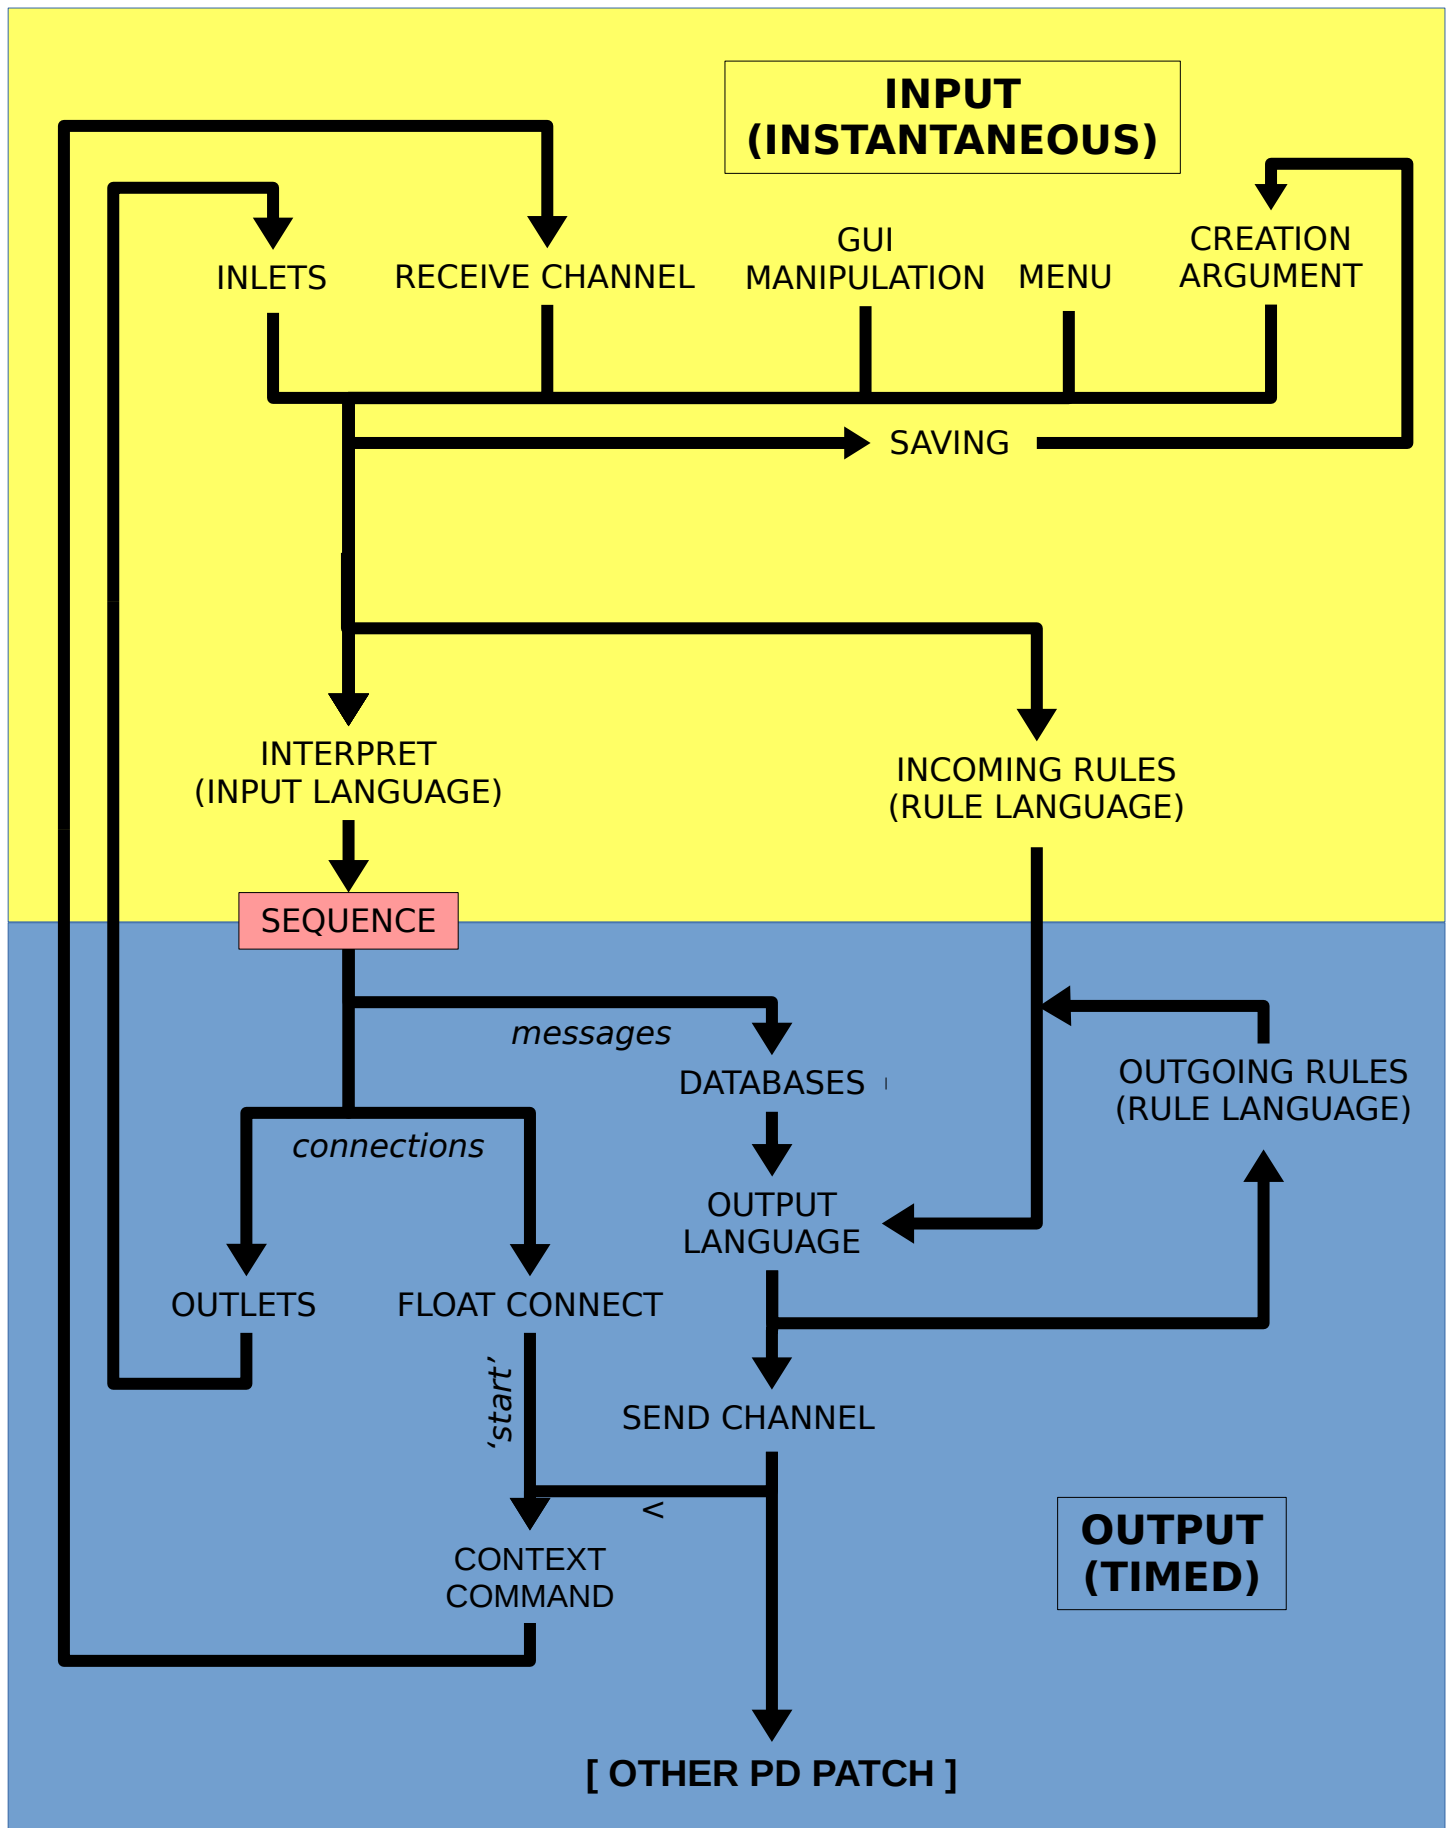 INPUT
(INSTANTANEOUS)
INLETS
RECEIVE CHANNEL
GUI
MANIPULATION
MENU
CREATION
ARGUMENT
SAVING
INTERPRET
(INPUT LANGUAGE)
INCOMING RULES
(RULE LANGUAGE)
SEQUENCE
messages
DATABASES
OUTGOING RULES
(RULE LANGUAGE)
connections
OUTPUT
LANGUAGE
OUTLETS
FLOAT CONNECT
‘start’
SEND CHANNEL
<
OUTPUT
(TIMED)
CONTEXT
COMMAND
[ OTHER PD PATCH ]